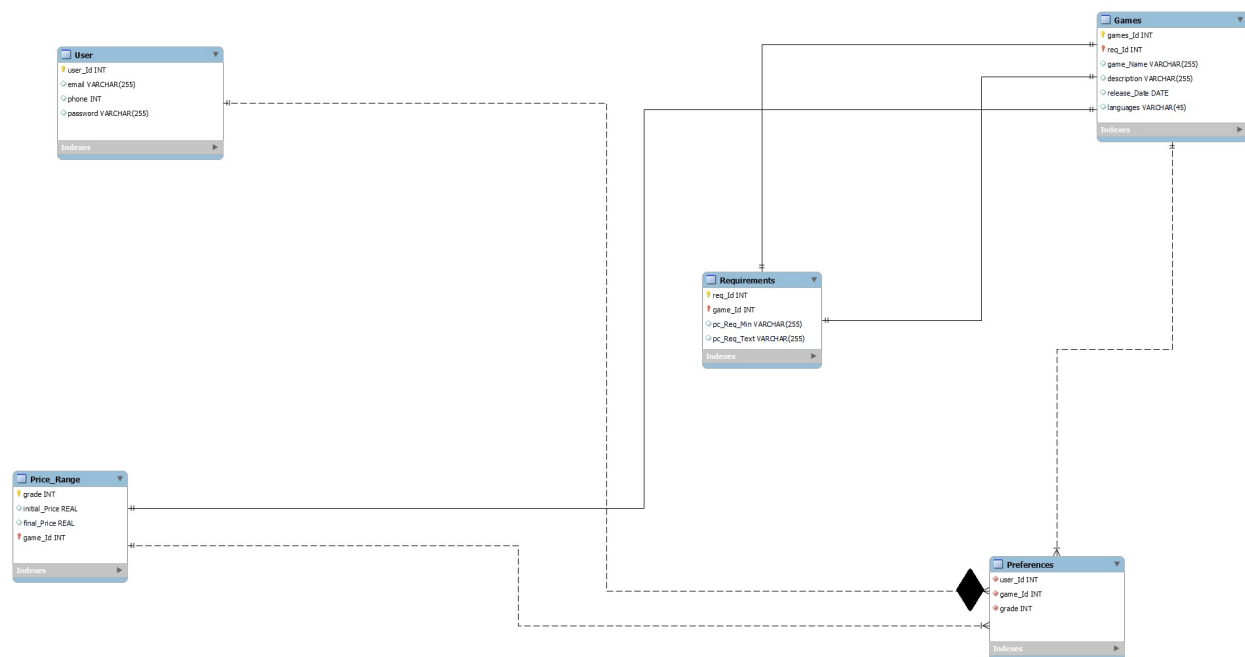 Games
games_Id INT
req_Id INT
game_Name VARCHAR(255)
description VARCHAR(255)
release_Date DATE
languages VARCHAR(45)
Indexes
User
user_Id INT
email VARCHAR(255)
phone INT
password VARCHAR(255)
Indexes
Requirements
req_Id INT
game_Id INT
pc_Req_Min VARCHAR(255)
pc_Req_Text VARCHAR(255)
Indexes
Price_Range
grade INT
initial_Price REAL
final_Price REAL
game_Id INT
Indexes
Preferences
user_Id INT
game_Id INT
grade INT
Indexes